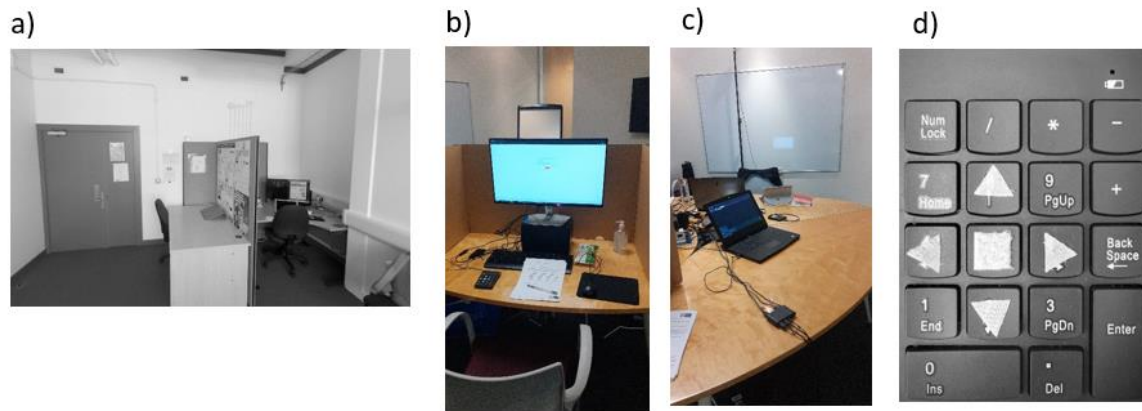 a)
b)
c)
d)
Num
Lock
/
*
-
7
Home
9
PgUp
+
Back
Space
←
1
End
3
PgDn
Enter
0
Ins
.
Del